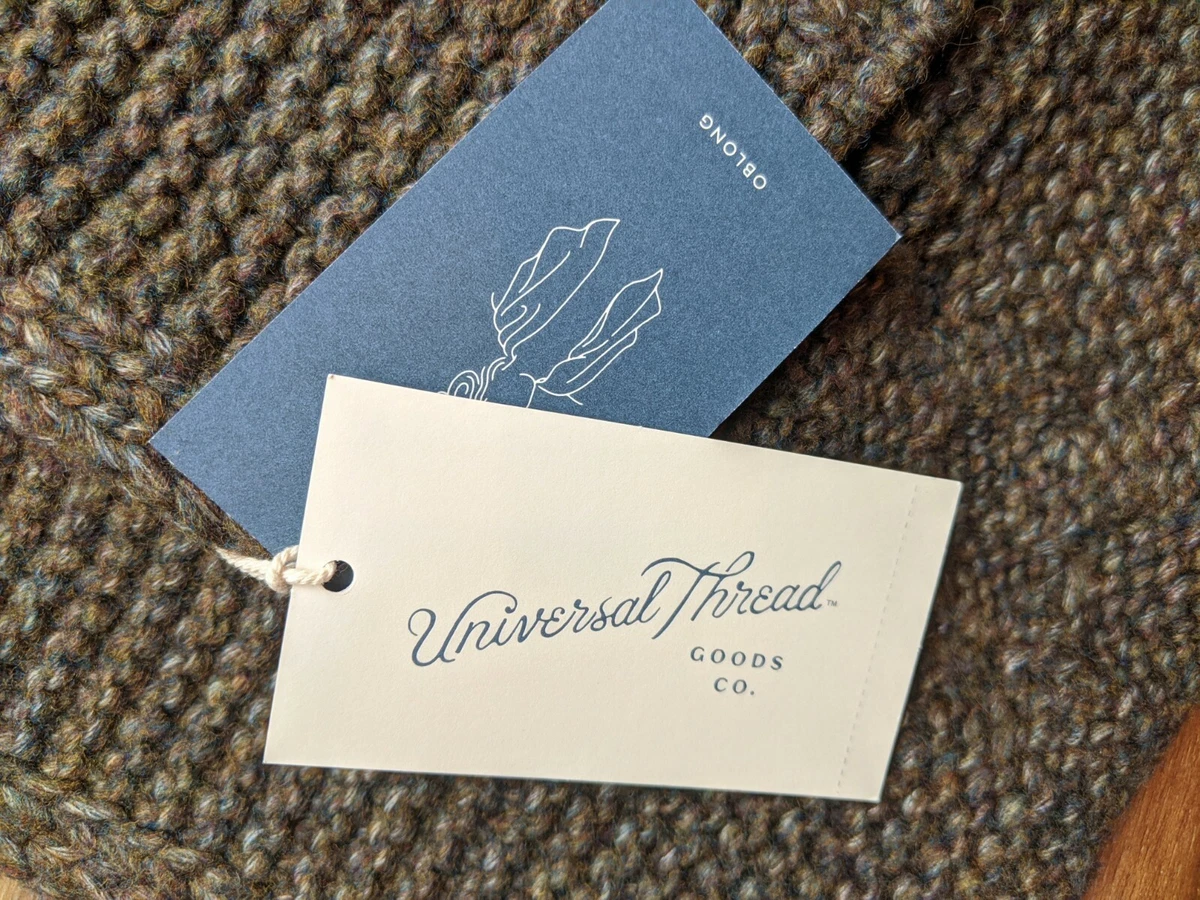 OBLONG
Universal Thread™
GOODS
CO.